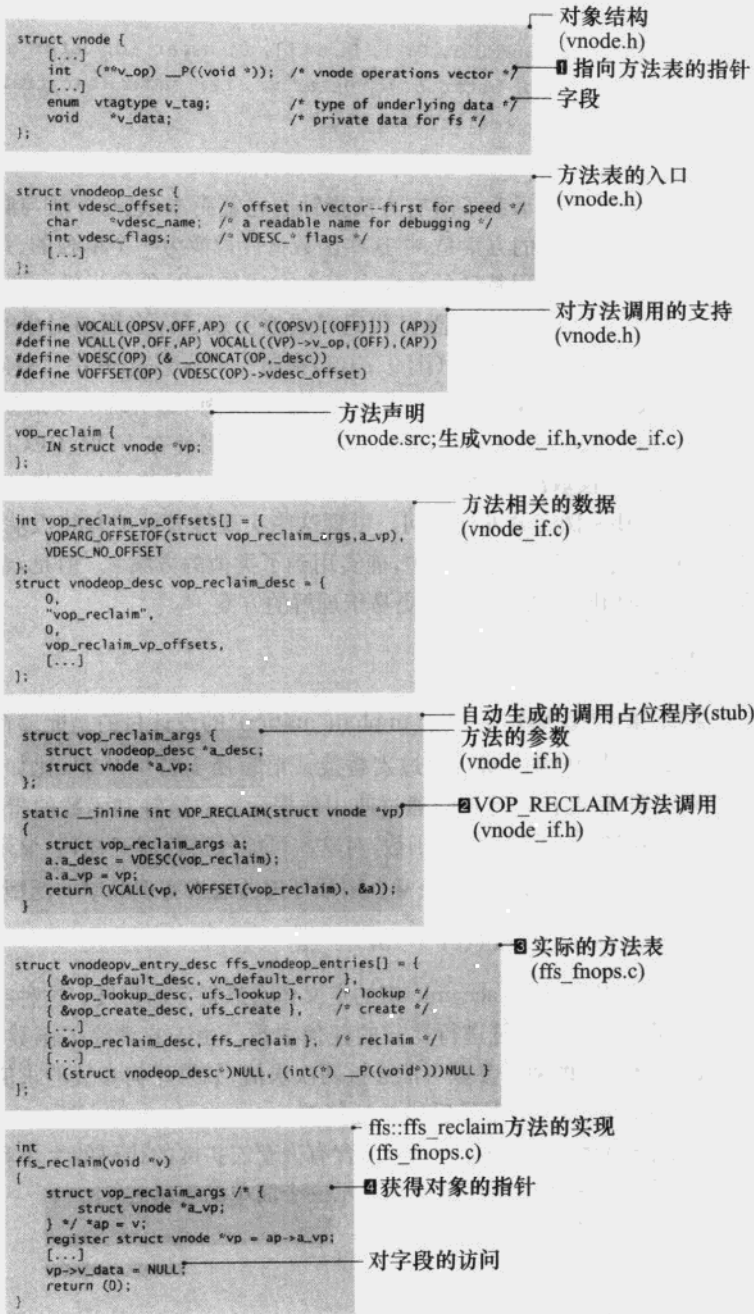 对象结构
(vnode.h)
struct vnode {
[...]
int (**v_op) __P((void *)); /* vnode operations vector */
1 指向方法表的指针
[...]
enum vtagtype v_tag; /* type of underlying data */
字段
void *v_data; /* private data for fs */
};
方法表的入口
(vnode.h)
struct vnodeop_desc {
int vdesc_offset; /* offset in vector--first for speed */
char *vdesc_name; /* a readable name for debugging */
int vdesc_flags; /* VDESC_* flags */
[...]
};
对方法调用的支持
(vnode.h)
#define VOCALL(OPSV,OFF,AP) (( *((OPSV)[(OFF)])) (AP))
#define VCALL(VP,OFF,AP) VOCALL((VP)->v_op,(OFF),(AP))
#define VDESC(OP) (& __CONCAT(OP,_desc))
#define VOFFSET(OP) (VDESC(OP)->vdesc_offset)
方法声明
(vnode.src;生成vnode_if.h,vnode_if.c)
vop_reclaim {
IN struct vnode *vp;
};
方法相关的数据
(vnode_if.c)
int vop_reclaim_vp_offsets[] = {
VOPARG_OFFSETOF(struct vop_reclaim_args,a_vp),
VDESC_NO_OFFSET
};
struct vnodeop_desc vop_reclaim_desc = {
0,
"vop_reclaim",
0,
vop_reclaim_vp_offsets,
[...]
};
自动生成的调用占位程序(stub)
方法的参数
(vnode_if.h)
struct vop_reclaim_args {
struct vnodeop_desc *a_desc;
struct vnode *a_vp;
};
2 VOP_RECLAIM方法调用
(vnode_if.h)
static __inline int VOP_RECLAIM(struct vnode *vp)
{
struct vop_reclaim_args a;
a.a_desc = VDESC(vop_reclaim);
a.a_vp = vp;
return (VCALL(vp, VOFFSET(vop_reclaim), &a));
}
3 实际的方法表
(ffs_fnops.c)
struct vnodeopv_entry_desc ffs_vnodeop_entries[] = {
{ &vop_default_desc, vn_default_error },
{ &vop_lookup_desc, ufs_lookup }, /* lookup */
{ &vop_create_desc, ufs_create }, /* create */
[...]
{ &vop_reclaim_desc, ffs_reclaim }, /* reclaim */
[...]
{ (struct vnodeop_desc*)NULL, (int(*) __P((void*)))NULL }
};
ffs::ffs_reclaim方法的实现
(ffs_fnops.c)
int
ffs_reclaim(void *v)
{
struct vop_reclaim_args /* {
4 获得对象的指针
struct vnode *a_vp;
} */ *ap = v;
register struct vnode *vp = ap->a_vp;
[...]
vp->v_data = NULL;
对字段的访问
return (0);
}